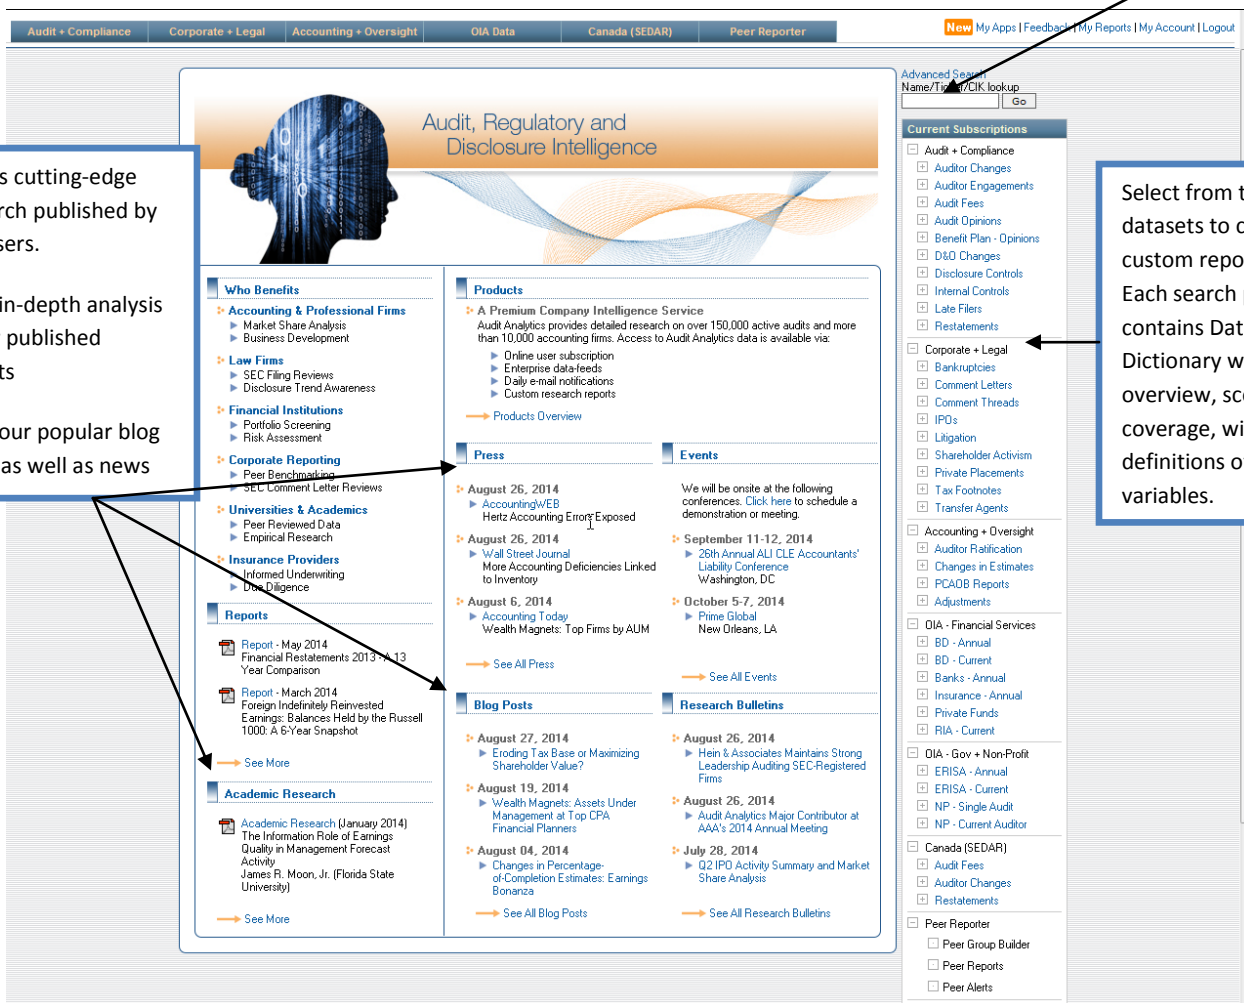 Audit + Compliance
Corporate + Legal
Accounting + Oversight
OIA Data
Canada (SEDAR)
Peer Reporter
New My Apps | Feedback | My Reports | My Account | Logout
Audit, Regulatory and
Disclosure Intelligence
s cutting-edge
rch published by
sers.
in-depth analysis
published
ts
our popular blog
as well as news
Who Benefits
Accounting & Professional Firms
Market Share Analysis
Business Development
Law Firms
SEC Filing Reviews
Disclosure Trend Awareness
Financial Institutions
Portfolio Screening
Risk Assessment
Corporate Reporting
Peer Benchmarking
SEC Comment Letter Reviews
Universities & Academics
Peer Reviewed Data
Empirical Research
Insurance Providers
Informed Underwriting
Due Diligence
Reports
Report - May 2014
Financial Restatements 2013 - A 13
Year Comparison
Report - March 2014
Foreign Indefinitely Reinvested
Earnings: Balances Held by the Russell
1000: A 6-Year Snapshot
See More
Academic Research
Academic Research (January 2014)
The Information Role of Earnings
Quality in Management Forecast
Activity
James R. Moon, Jr. (Florida State
University)
See More
Products
A Premium Company Intelligence Service
Audit Analytics provides detailed research on over 150,000 active audits and more
than 10,000 accounting firms. Access to Audit Analytics data is available via:
Online user subscription
Enterprise data-feeds
Daily e-mail notifications
Custom research reports
Products Overview
Press
August 26, 2014
AccountingWEB
Hertz Accounting Errors Exposed
August 26, 2014
Wall Street Journal
More Accounting Deficiencies Linked
to Inventory
August 6, 2014
Accounting Today
Wealth Magnets: Top Firms by AUM
See All Press
Events
We will be onsite at the following
conferences. Click here to schedule a
demonstration or meeting.
September 11-12, 2014
26th Annual ALI CLE Accountants'
Liability Conference
Washington, DC
October 5-7, 2014
Prime Global
New Orleans, LA
See All Events
Blog Posts
August 27, 2014
Eroding Tax Base or Maximizing
Shareholder Value?
August 19, 2014
Wealth Magnets: Assets Under
Management at Top CPA
Financial Planners
August 04, 2014
Changes in Percentage-
of-Completion Estimates: Earnings
Bonanza
See All Blog Posts
Research Bulletins
August 26, 2014
Hein & Associates Maintains Strong
Leadership Auditing SEC-Registered
Firms
August 26, 2014
Audit Analytics Major Contributor at
AAA's 2014 Annual Meeting
July 28, 2014
Q2 IPO Activity Summary and Market
Share Analysis
See All Research Bulletins
Advanced Search
Name/Ticker/CIK lookup
Go
Current Subscriptions
Audit + Compliance
Auditor Changes
Auditor Engagements
Audit Fees
Audit Opinions
Benefit Plan - Opinions
D&O Changes
Disclosure Controls
Internal Controls
Late Filers
Restatements
Corporate + Legal
Bankruptcies
Comment Letters
Comment Threads
IPOs
Litigation
Shareholder Activism
Private Placements
Tax Footnotes
Transfer Agents
Accounting + Oversight
Auditor Ratification
Changes in Estimates
PCAOB Reports
Adjustments
OIA - Financial Services
BD - Annual
BD - Current
Banks - Annual
Insurance - Annual
Private Funds
RIA - Current
OIA - Gov + Non-Profit
ERISA - Annual
ERISA - Current
NP - Single Audit
NP - Current Auditor
Canada (SEDAR)
Audit Fees
Auditor Changes
Restatements
Peer Reporter
Peer Group Builder
Peer Reports
Peer Alerts
Select from t
datasets to c
custom repo
Each search p
contains Dat
Dictionary w
overview, sco
coverage, wi
definitions o
variables.